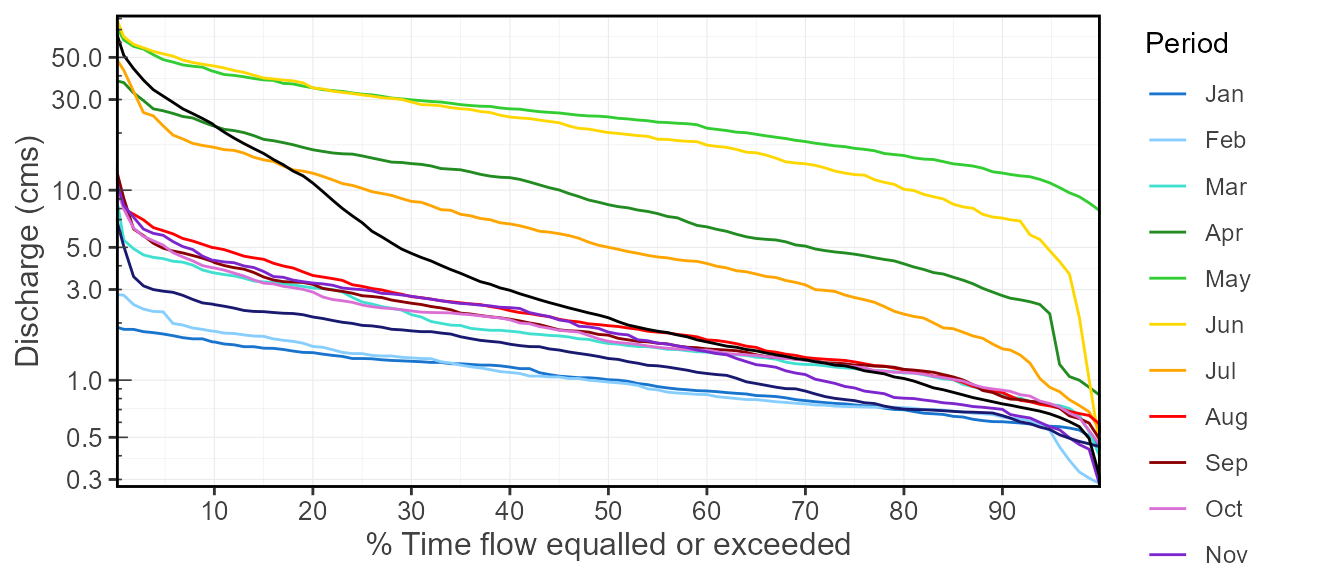 Discharge (cms)
50.0
30.0
10.0
5.0
3.0
1.0
0.5
0.3
10 20 30 40 50 60 70 80 90
% Time flow equalled or exceeded
Period
Jan
Feb
Mar
Apr
May
Jun
Jul
Aug
Sep
Oct
Nov